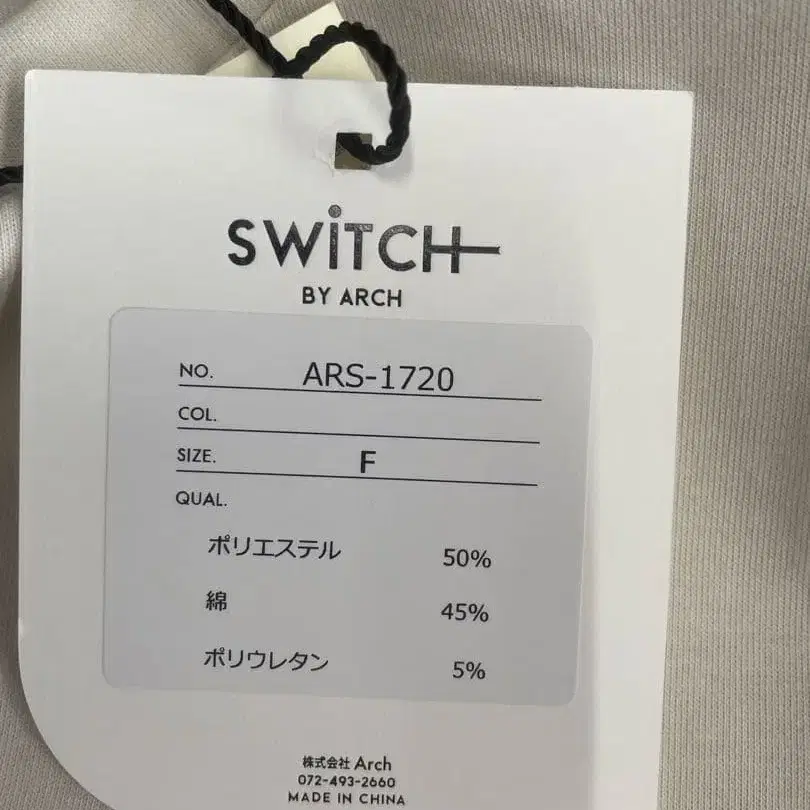 SWiTCH
BY ARCH
NO. ARS-1720
COL.
SIZE. F
QUAL.
ポリエステル 50%
綿 45%
ポリウレタン 5%
株式会社 Arch
072-493-2660
MADE IN CHINA